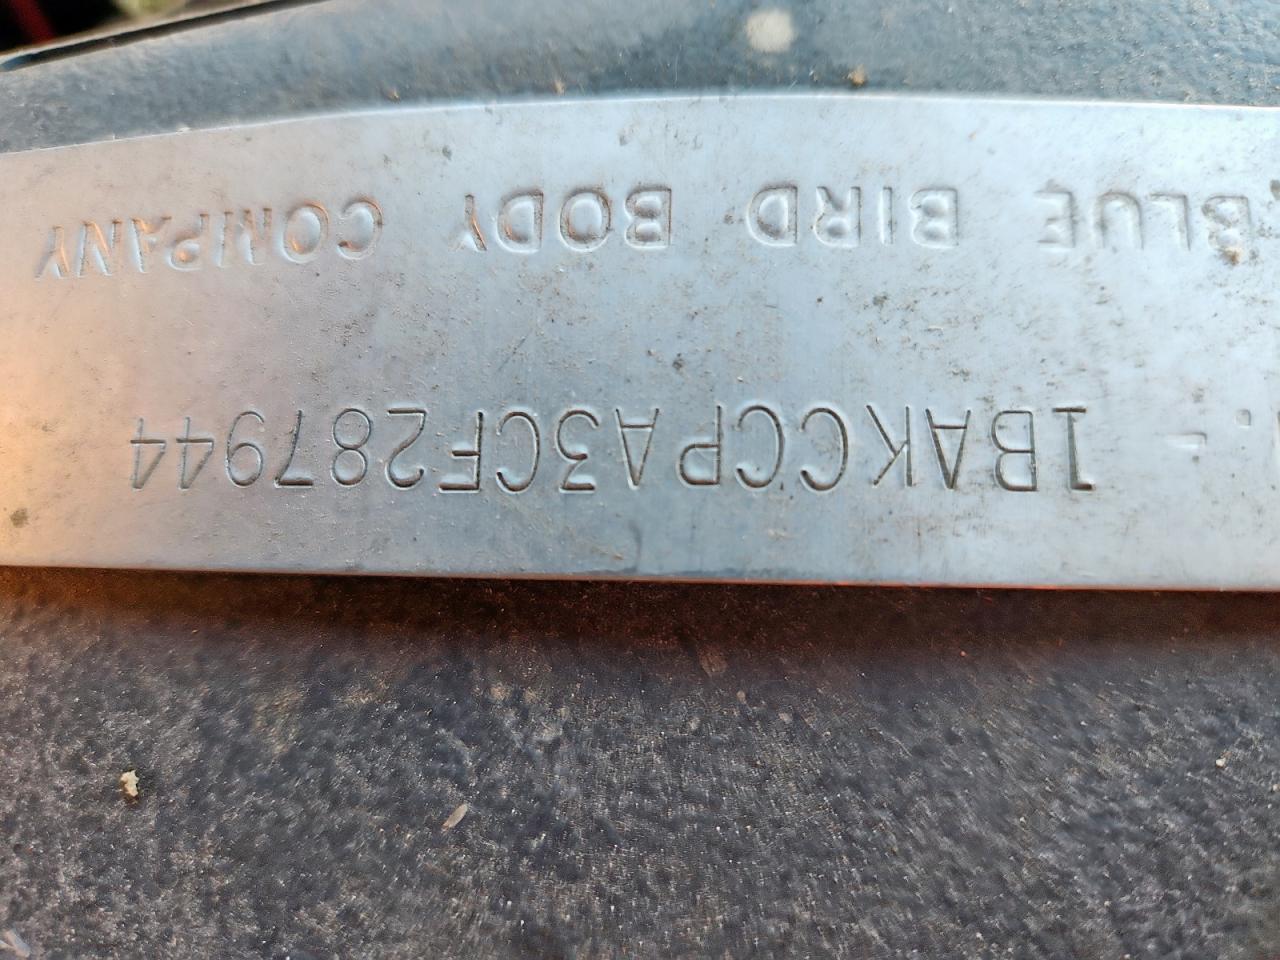 . - 1BAKCCPA3CF287944
BLUE BIRD BODY COMPANY